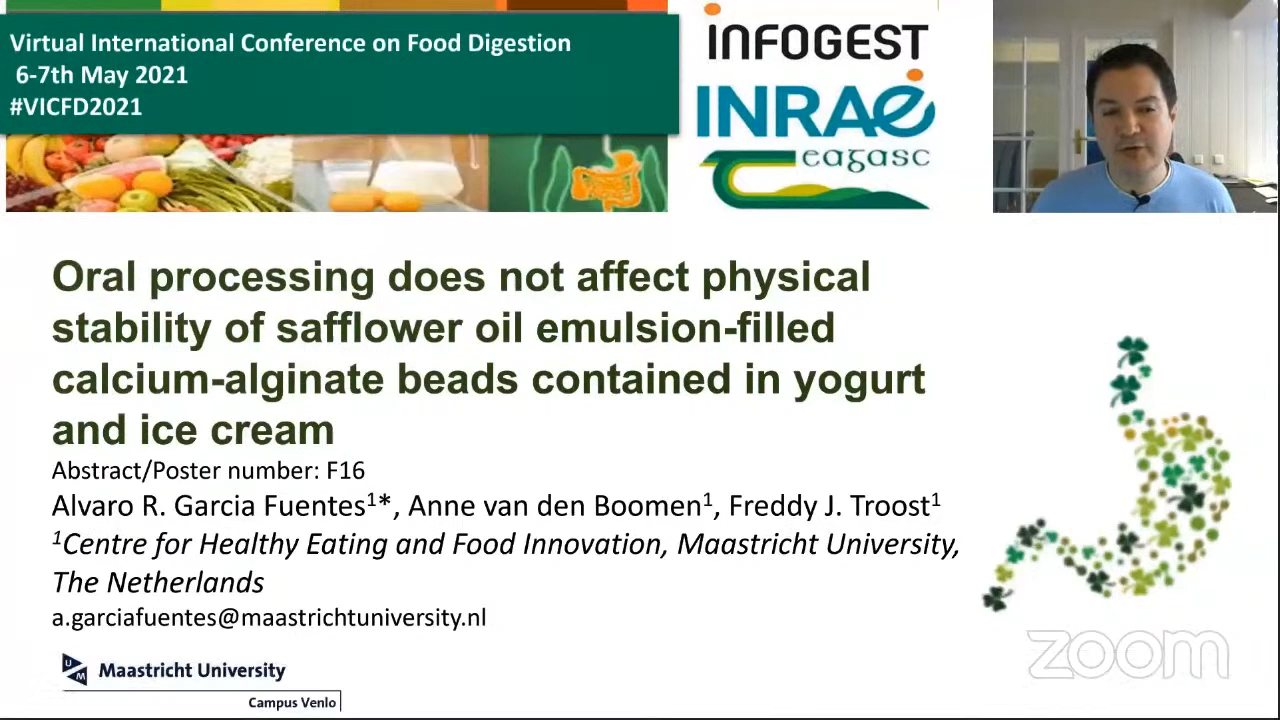 Virtual International Conference on Food Digestion
6-7th May 2021
#VICFD2021
INFOGEST
INRAE
eagasc
Oral processing does not affect physical
stability of safflower oil emulsion-filled
calcium-alginate beads contained in yogurt
and ice cream
Abstract/Poster number: F16
Alvaro R. Garcia Fuentes¹*, Anne van den Boomen¹, Freddy J. Troost¹
¹Centre for Healthy Eating and Food Innovation, Maastricht University,
The Netherlands
a.garciafuentes@maastrichtuniversity.nl
zoom
UM Maastricht University
Campus Venlo